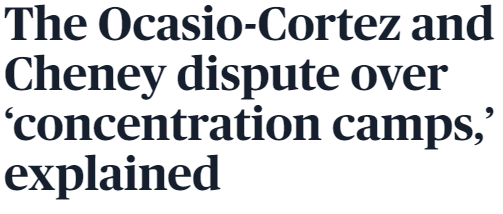 The Ocasio-Cortez and
Cheney dispute over
‘concentration camps,’
explained